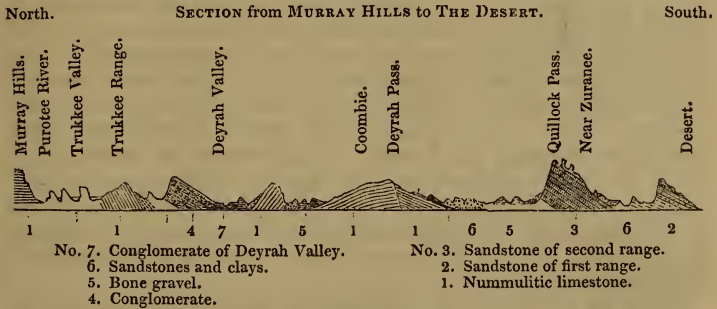 North. SECTION from MURRAY HILLS to THE DESERT. South.
Murray Hills.
Purotee River.
Trukkee Valley.
Trukkee Range.
Deyrah Valley.
Coombie.
Deyrah Pass.
Quillock Pass.
Near Zuranee.
Desert.
1 1 4 7 1 5 1 1 6 5 3 6 2
No. 7. Conglomerate of Deyrah Valley.
6. Sandstones and clays.
5. Bone gravel.
4. Conglomerate.
No. 3. Sandstone of second range.
2. Sandstone of first range.
1. Nummulitic limestone.